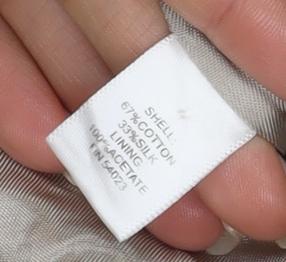 SHELL:
67%COTTON
33%SILK
LINING
100%ACETATE
RN 54023